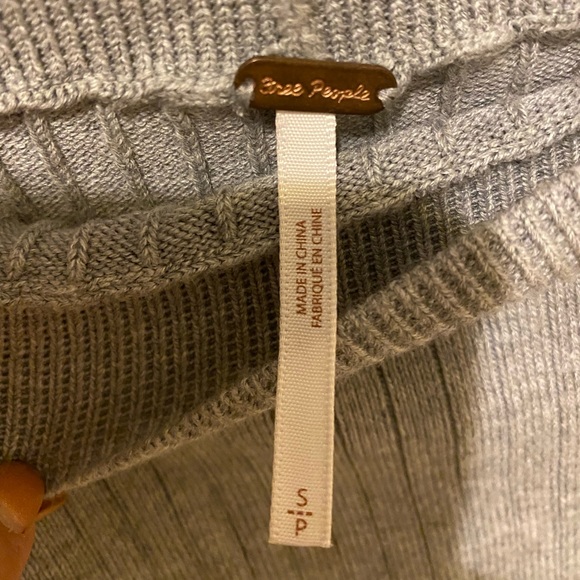 Free People
MADE IN CHINA
FABRIQUÉ EN CHINE
S
P